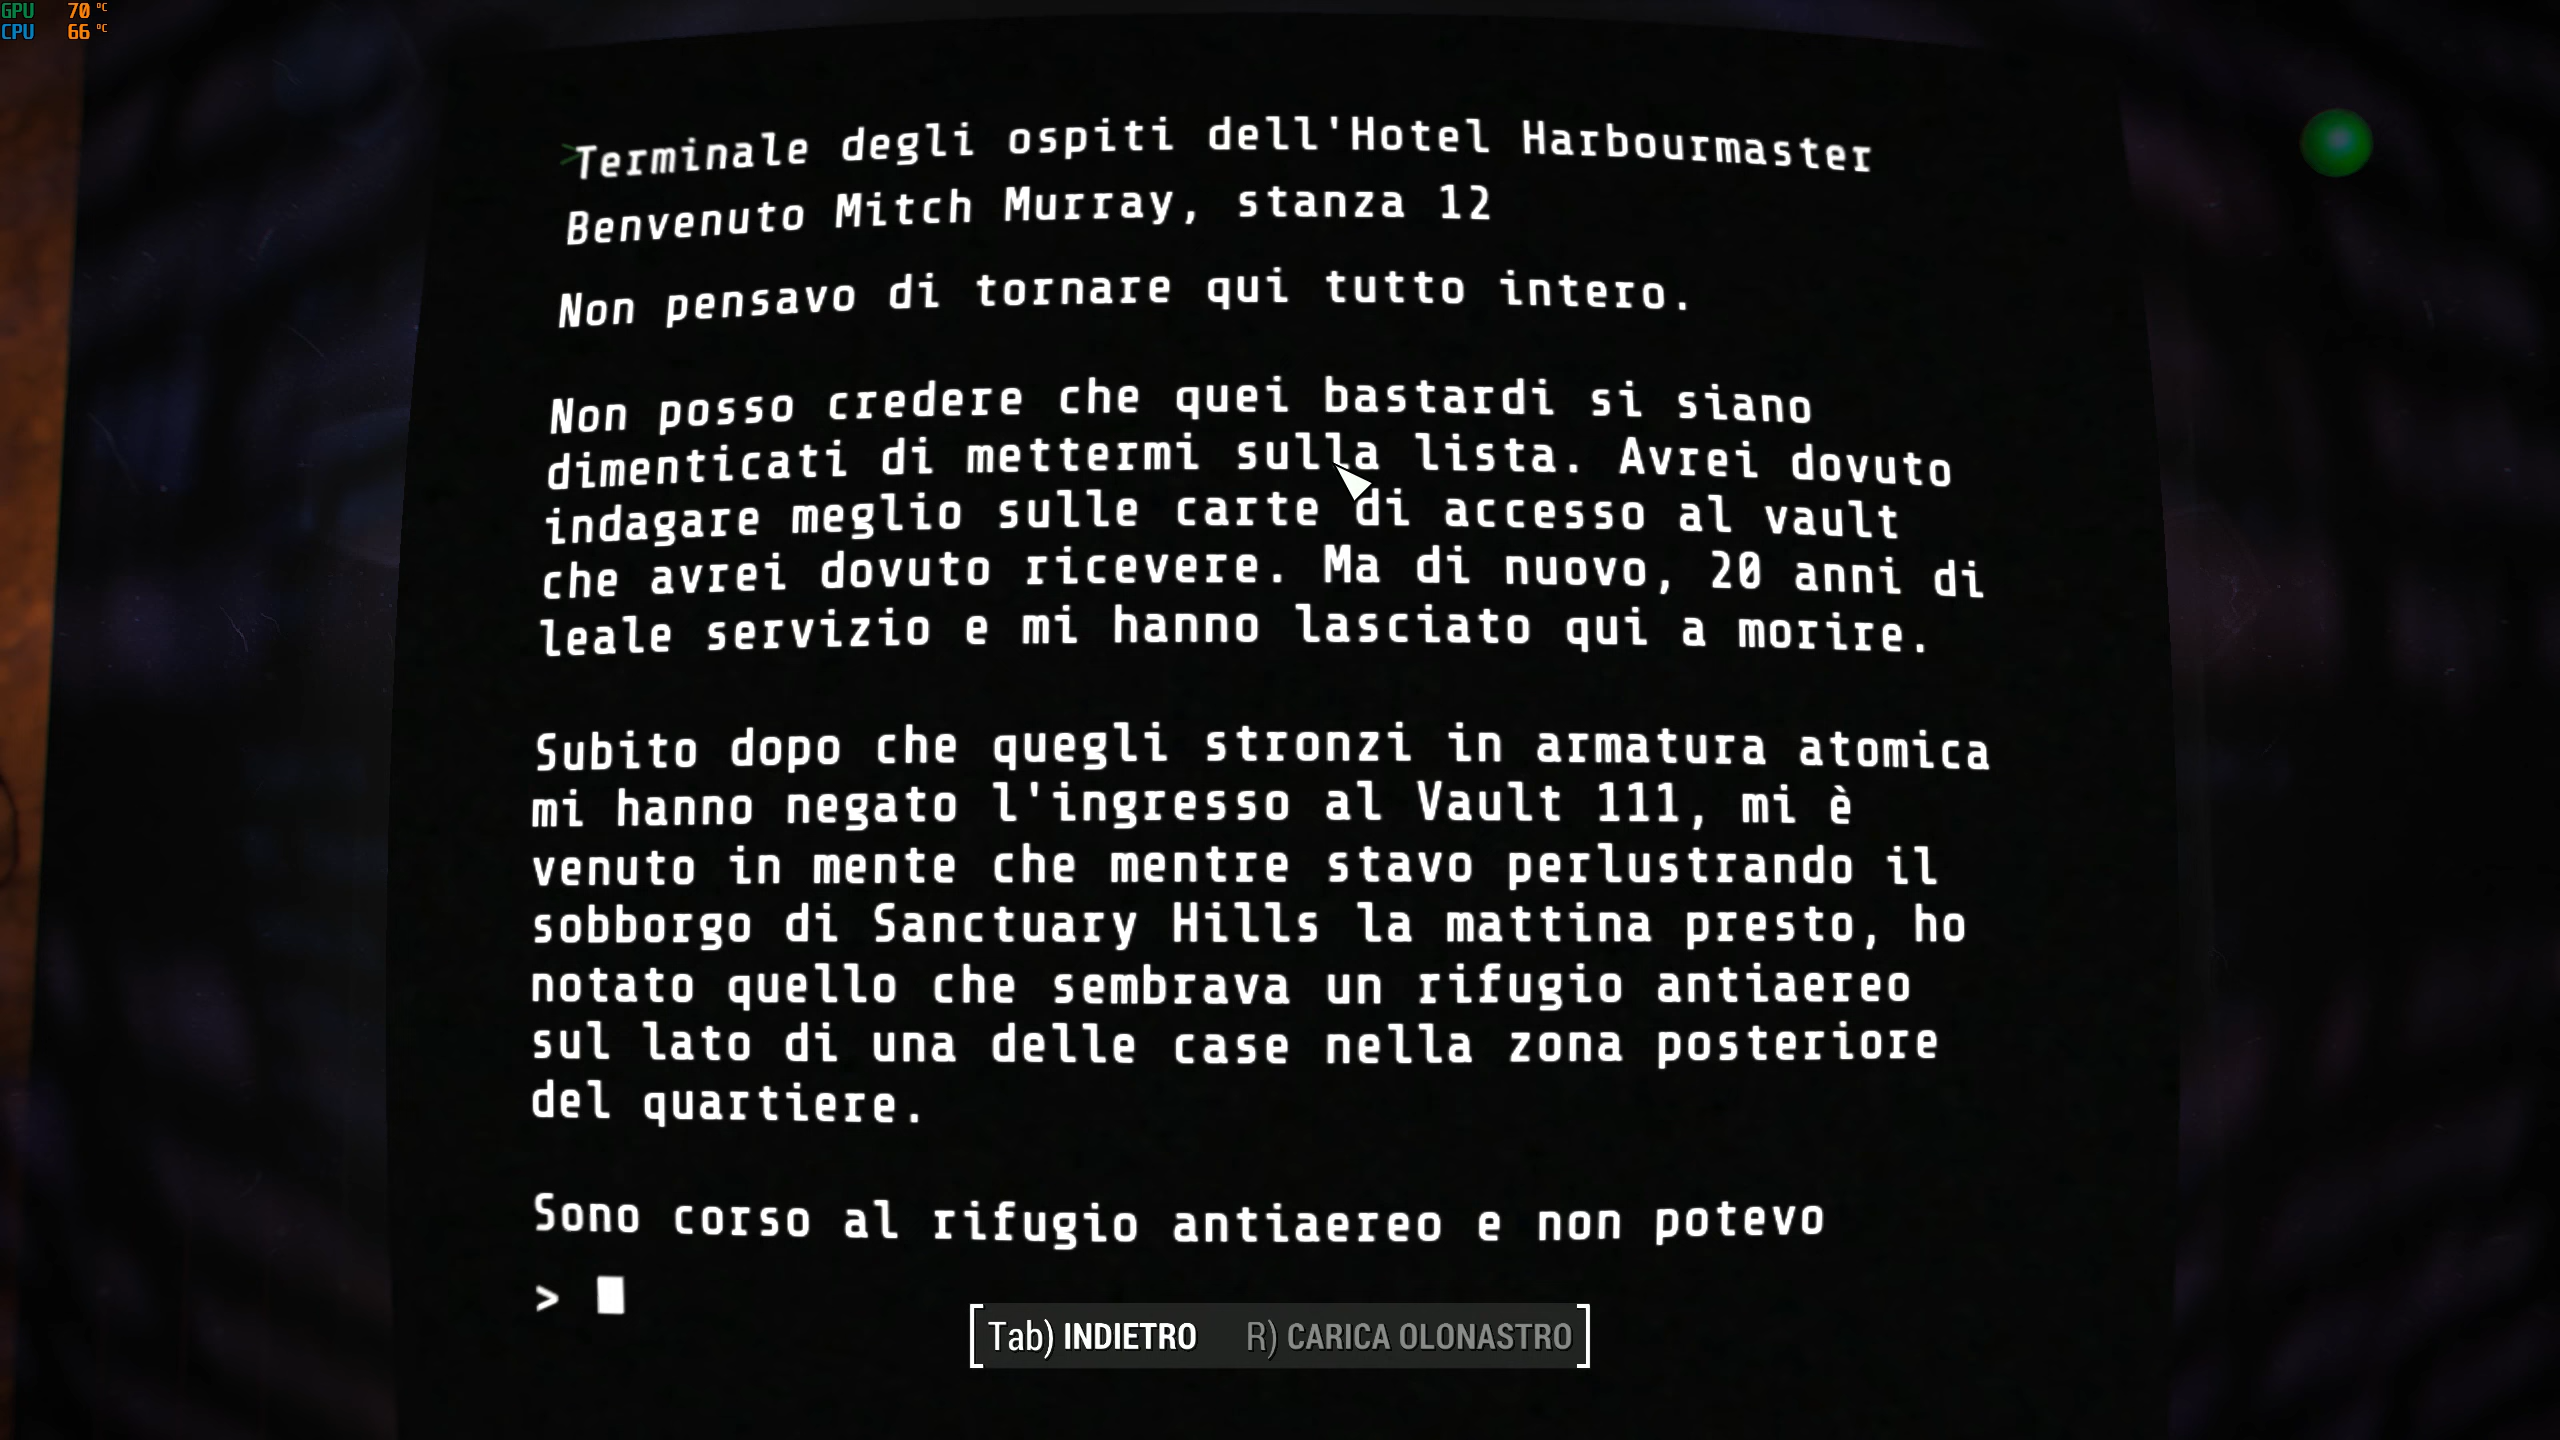 GPU 70 °C
CPU 66 °C
>Terminale degli ospiti dell'Hotel Harbourmaster
Benvenuto Mitch Murray, stanza 12
Non pensavo di tornare qui tutto intero.
Non posso credere che quei bastardi si siano
dimenticati di mettermi sulla lista. Avrei dovuto
indagare meglio sulle carte di accesso al vault
che avrei dovuto ricevere. Ma di nuovo, 20 anni di
leale servizio e mi hanno lasciato qui a morire.
Subito dopo che quegli stronzi in armatura atomica
mi hanno negato l'ingresso al Vault 111, mi è
venuto in mente che mentre stavo perlustrando il
sobborgo di Sanctuary Hills la mattina presto, ho
notato quello che sembrava un rifugio antiaereo
sul lato di una delle case nella zona posteriore
del quartiere.
Sono corso al rifugio antiaereo e non potevo
>
Tab) INDIETRO R) CARICA OLONASTRO